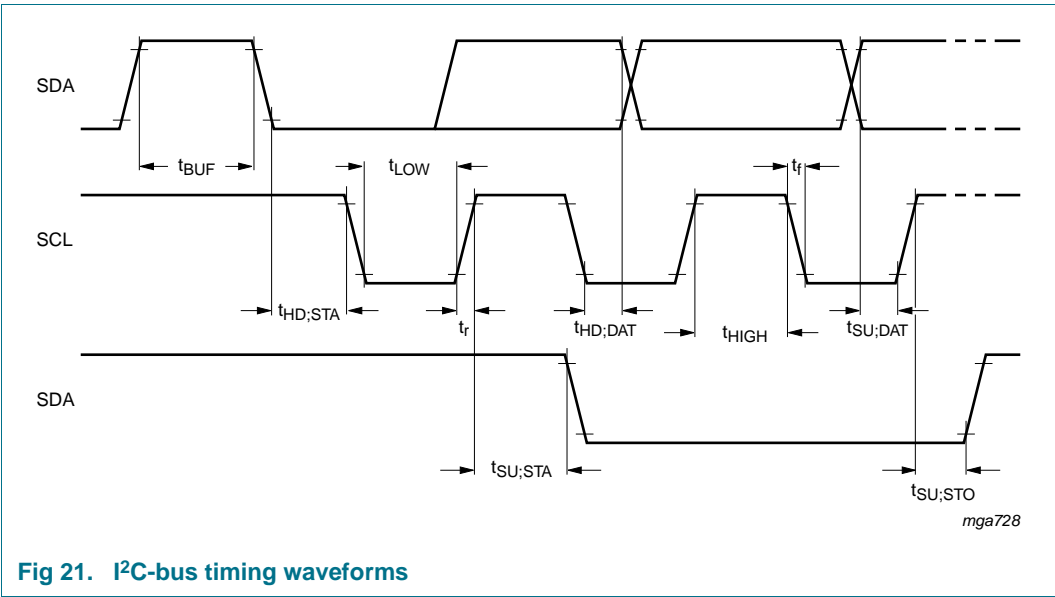 SDA
tBUF
tLOW
tf
SCL
tHD;STA
tr
tHD;DAT
tHIGH
tSU;DAT
SDA
tSU;STA
tSU;STO
mga728
Fig 21. I²C-bus timing waveforms